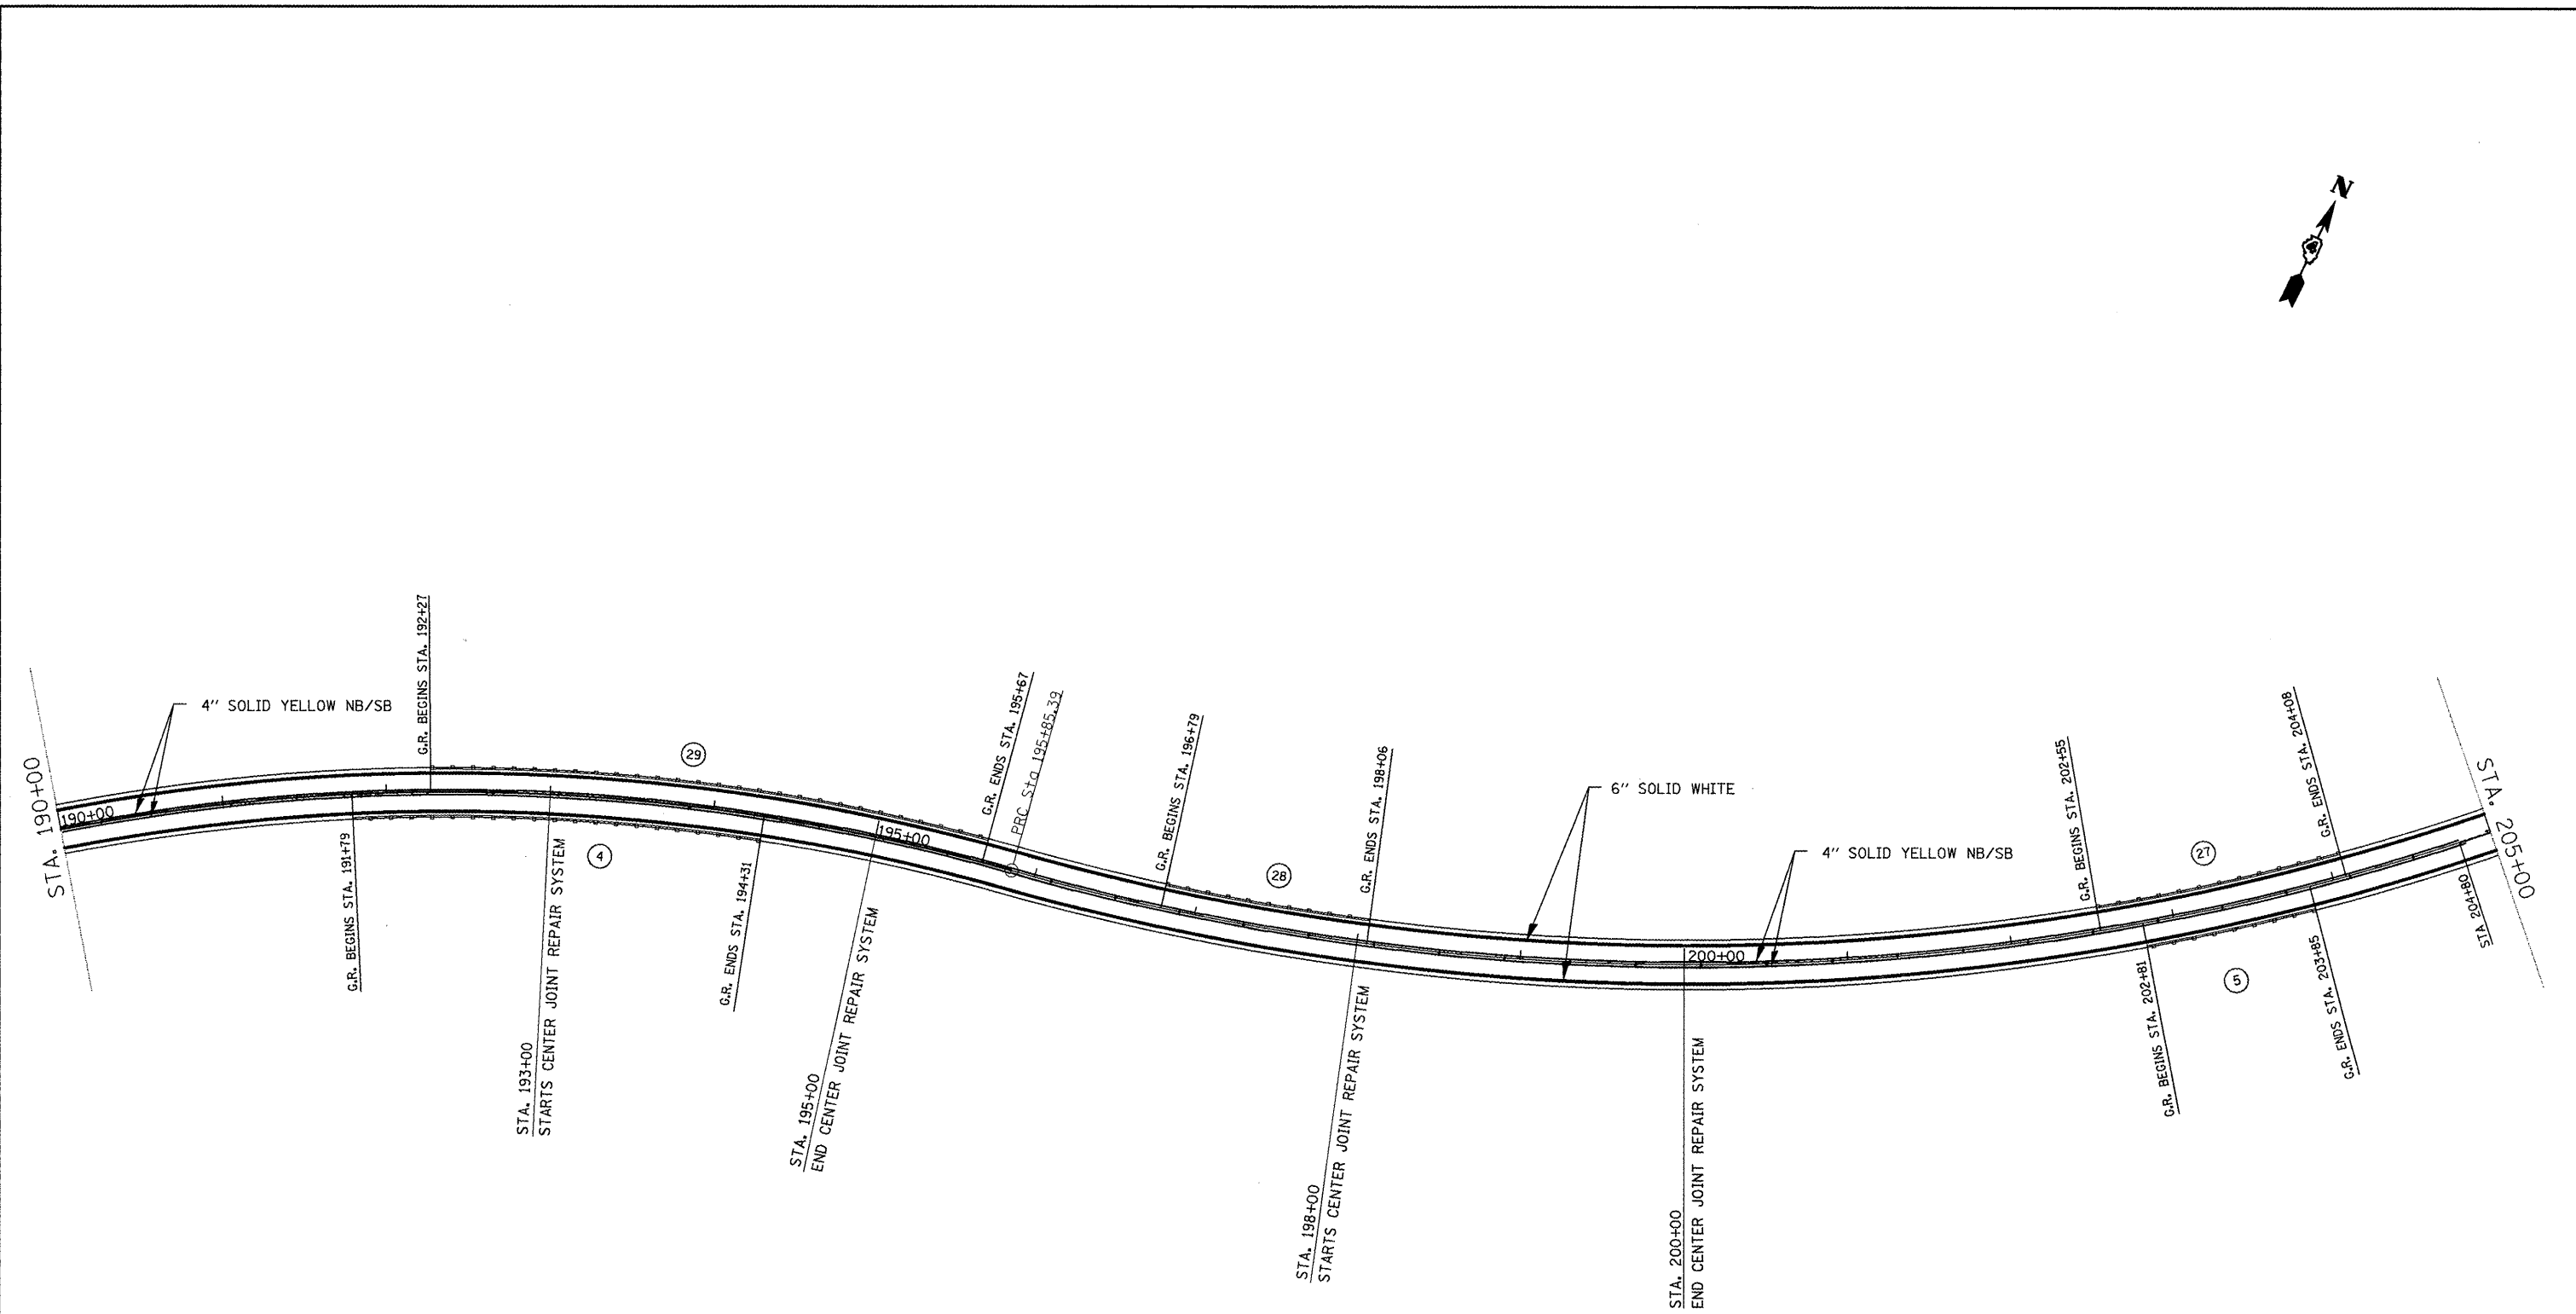 N
4" SOLID YELLOW NB/SB
STA. 190+00
190+00
G.R. BEGINS STA. 191+79
G.R. BEGINS STA. 192+27
STA. 193+00
STARTS CENTER JOINT REPAIR SYSTEM
4
29
G.R. ENDS STA. 194+31
STA. 195+00
END CENTER JOINT REPAIR SYSTEM
195+00
G.R. ENDS STA. 195+67
PRC Sta 195+85.39
G.R. BEGINS STA. 196+79
28
STA. 198+00
STARTS CENTER JOINT REPAIR SYSTEM
G.R. ENDS STA. 198+06
6" SOLID WHITE
STA. 200+00
END CENTER JOINT REPAIR SYSTEM
200+00
4" SOLID YELLOW NB/SB
G.R. BEGINS STA. 202+55
G.R. BEGINS STA. 202+81
27
5
G.R. ENDS STA. 203+85
G.R. ENDS STA. 204+08
STA 204+80
STA. 205+00